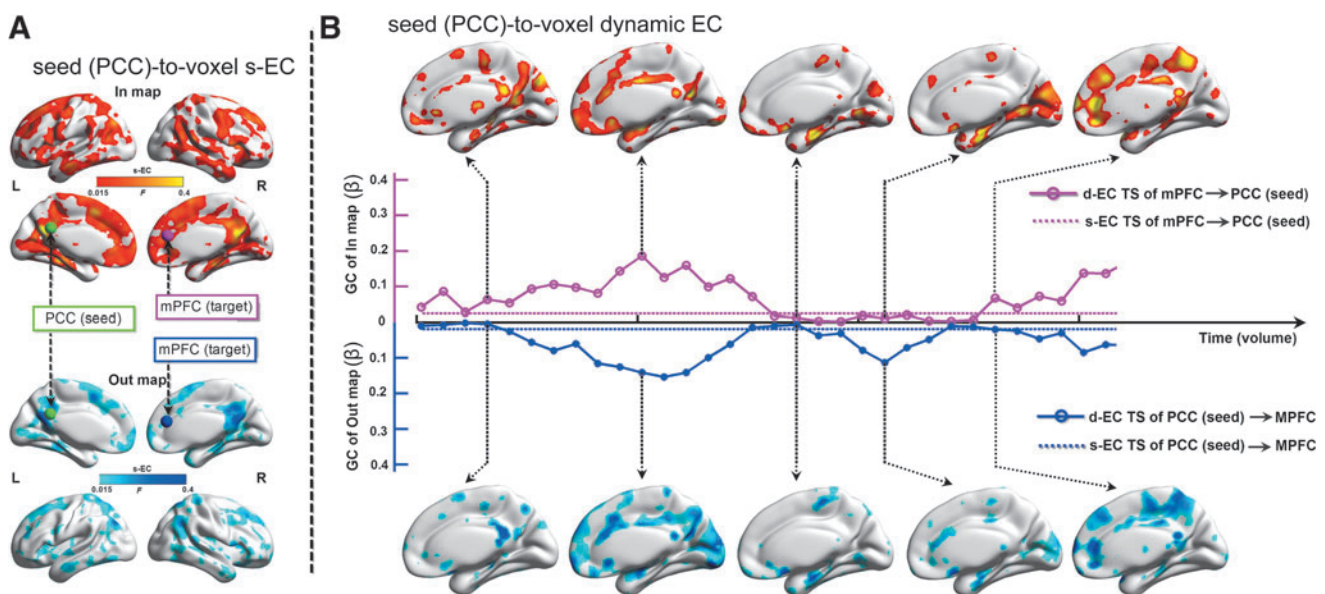 A
seed (PCC)-to-voxel s-EC
In map
L
R
s-EC
0.015
F
0.4
PCC (seed)
mPFC (target)
mPFC (target)
Out map
L
R
s-EC
0.015
F
0.4
B
seed (PCC)-to-voxel dynamic EC
GC of In map (β)
0.4
0.3
0.2
0.1
0
0.1
0.2
0.3
0.4
GC of Out map (β)
d-EC TS of mPFC→PCC (seed)
s-EC TS of mPFC→PCC (seed)
Time (volume)
d-EC TS of PCC (seed)→MPFC
s-EC TS of PCC (seed)→MPFC